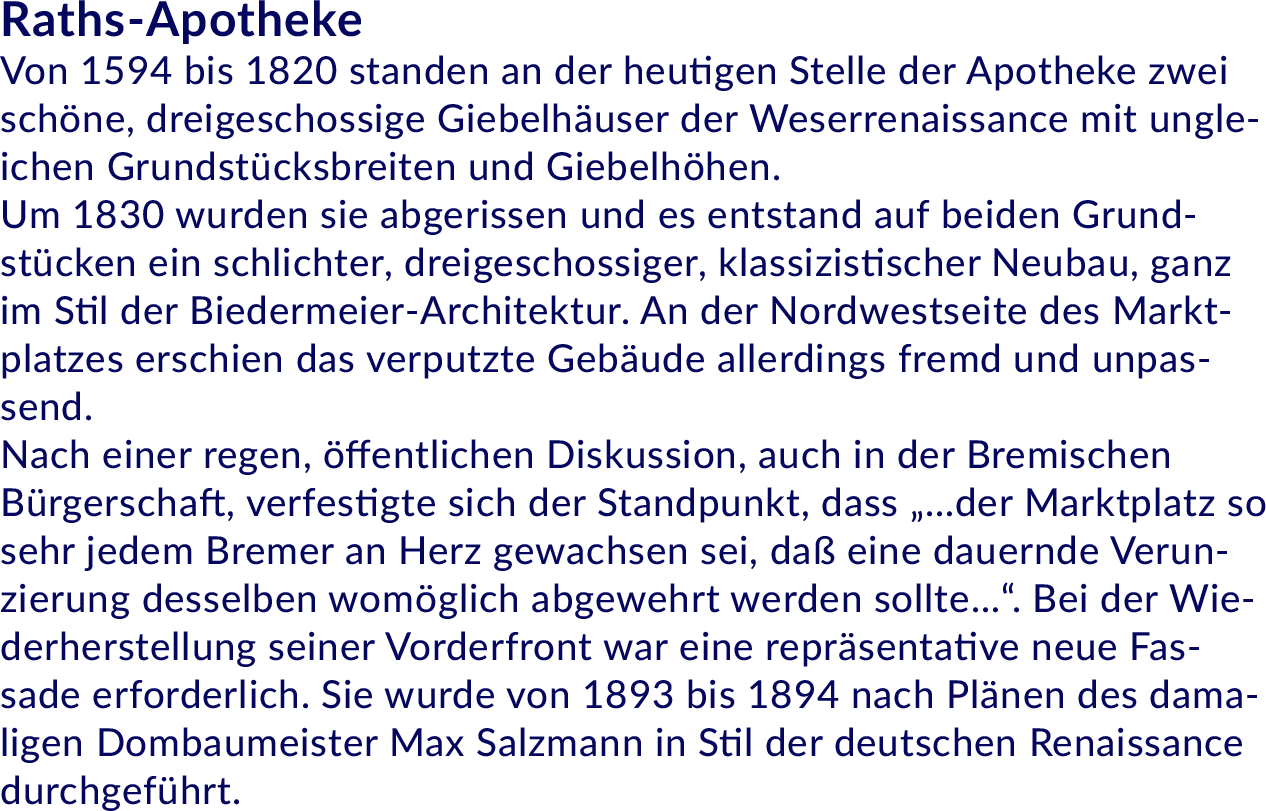 Raths-Apotheke
Von 1594 bis 1820 standen an der heutigen Stelle der Apotheke zwei
schöne, dreigeschossige Giebelhäuser der Weserrenaissance mit ungle-
ichen Grundstücksbreiten und Giebelhöhen.
Um 1830 wurden sie abgerissen und es entstand auf beiden Grund-
stücken ein schlichter, dreigeschossiger, klassizistischer Neubau, ganz
im Stil der Biedermeier-Architektur. An der Nordwestseite des Markt-
platzes erschien das verputzte Gebäude allerdings fremd und unpas-
send.
Nach einer regen, öffentlichen Diskussion, auch in der Bremischen
Bürgerschaft, verfestigte sich der Standpunkt, dass „...der Marktplatz so
sehr jedem Bremer an Herz gewachsen sei, daß eine dauernde Verun-
zierung desselben womöglich abgewehrt werden sollte...“. Bei der Wie-
derherstellung seiner Vorderfront war eine repräsentative neue Fas-
sade erforderlich. Sie wurde von 1893 bis 1894 nach Plänen des dama-
ligen Dombaumeister Max Salzmann in Stil der deutschen Renaissance
durchgeführt.